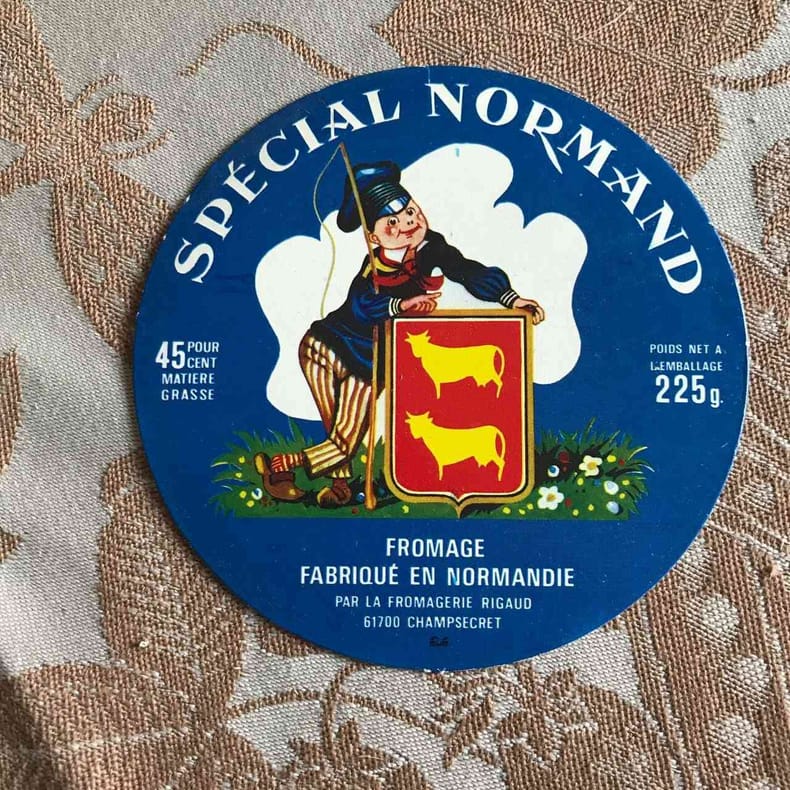 SPÉCIAL NORMAND
45 POUR CENT
MATIERE
GRASSE
POIDS NET A
L'EMBALLAGE
225g.
FROMAGE
FABRIQUÉ EN NORMANDIE
PAR LA FROMAGERIE RIGAUD
61700 CHAMPSECRET